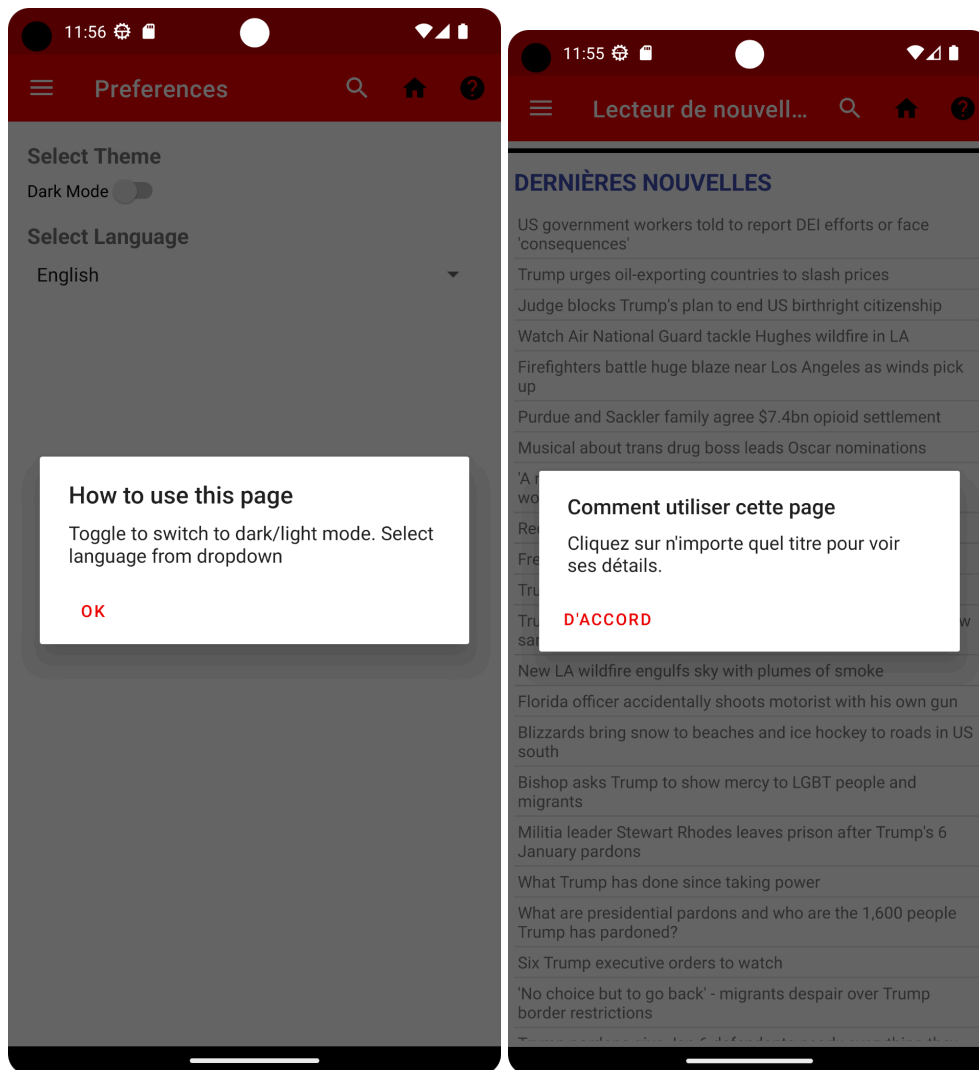 11:56
Preferences
Select Theme
Dark Mode
Select Language
English
How to use this page
Toggle to switch to dark/light mode. Select
language from dropdown
OK
11:55
Lecteur de nouvell...
DERNIÈRES NOUVELLES
US government workers told to report DEI efforts or face
'consequences'
Trump urges oil-exporting countries to slash prices
Judge blocks Trump's plan to end US birthright citizenship
Watch Air National Guard tackle Hughes wildfire in LA
Firefighters battle huge blaze near Los Angeles as winds pick
up
Purdue and Sackler family agree $7.4bn opioid settlement
Musical about trans drug boss leads Oscar nominations
Comment utiliser cette page
Cliquez sur n'importe quel titre pour voir
ses détails.
D'ACCORD
New LA wildfire engulfs sky with plumes of smoke
Florida officer accidentally shoots motorist with his own gun
Blizzards bring snow to beaches and ice hockey to roads in US
south
Bishop asks Trump to show mercy to LGBT people and
migrants
Militia leader Stewart Rhodes leaves prison after Trump's 6
January pardons
What Trump has done since taking power
What are presidential pardons and who are the 1,600 people
Trump has pardoned?
Six Trump executive orders to watch
'No choice but to go back' - migrants despair over Trump
border restrictions